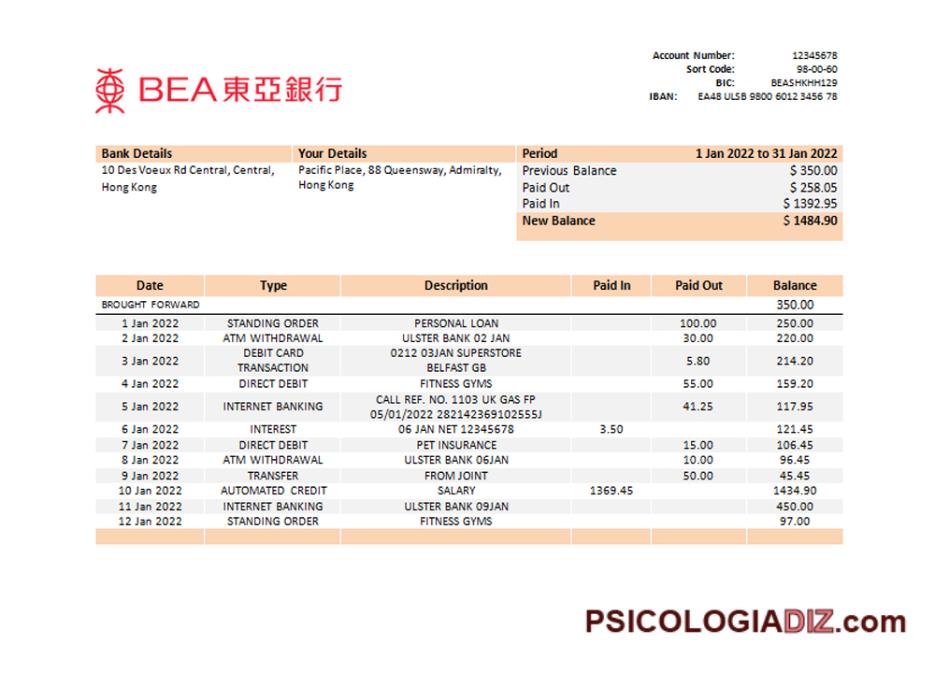 Account Number: 12345678
Sort Code: 98-00-60
BIC: BEASHKHH129
IBAN: EA48 ULSB 9800 6012 3456 78
BEA東亞銀行
Bank Details Your Details Period 1 Jan 2022 to 31 Jan 2022
10 Des Voeux Rd Central, Central, Pacific Place, 88 Queensway, Admiralty, Previous Balance $ 350.00
Hong Kong Hong Kong Paid Out $ 258.05
Paid In $ 1392.95
New Balance $ 1484.90
Date Type Description Paid In Paid Out Balance
BROUGHT FORWARD 350.00
1 Jan 2022 STANDING ORDER PERSONAL LOAN 100.00 250.00
2 Jan 2022 ATM WITHDRAWAL ULSTER BANK 02 JAN 30.00 220.00
3 Jan 2022 DEBIT CARD TRANSACTION 0212 03JAN SUPERSTORE BELFAST GB 5.80 214.20
4 Jan 2022 DIRECT DEBIT FITNESS GYMS 55.00 159.20
5 Jan 2022 INTERNET BANKING CALL REF. NO. 1103 UK GAS FP 05/01/2022 282142369102555J 41.25 117.95
6 Jan 2022 INTEREST 06 JAN NET 12345678 3.50 121.45
7 Jan 2022 DIRECT DEBIT PET INSURANCE 15.00 106.45
8 Jan 2022 ATM WITHDRAWAL ULSTER BANK 06JAN 10.00 96.45
9 Jan 2022 TRANSFER FROM JOINT 50.00 45.45
10 Jan 2022 AUTOMATED CREDIT SALARY 1369.45 1434.90
11 Jan 2022 INTERNET BANKING ULSTER BANK 09JAN 450.00
12 Jan 2022 STANDING ORDER FITNESS GYMS 97.00
PSICOLOGIADIZ.com